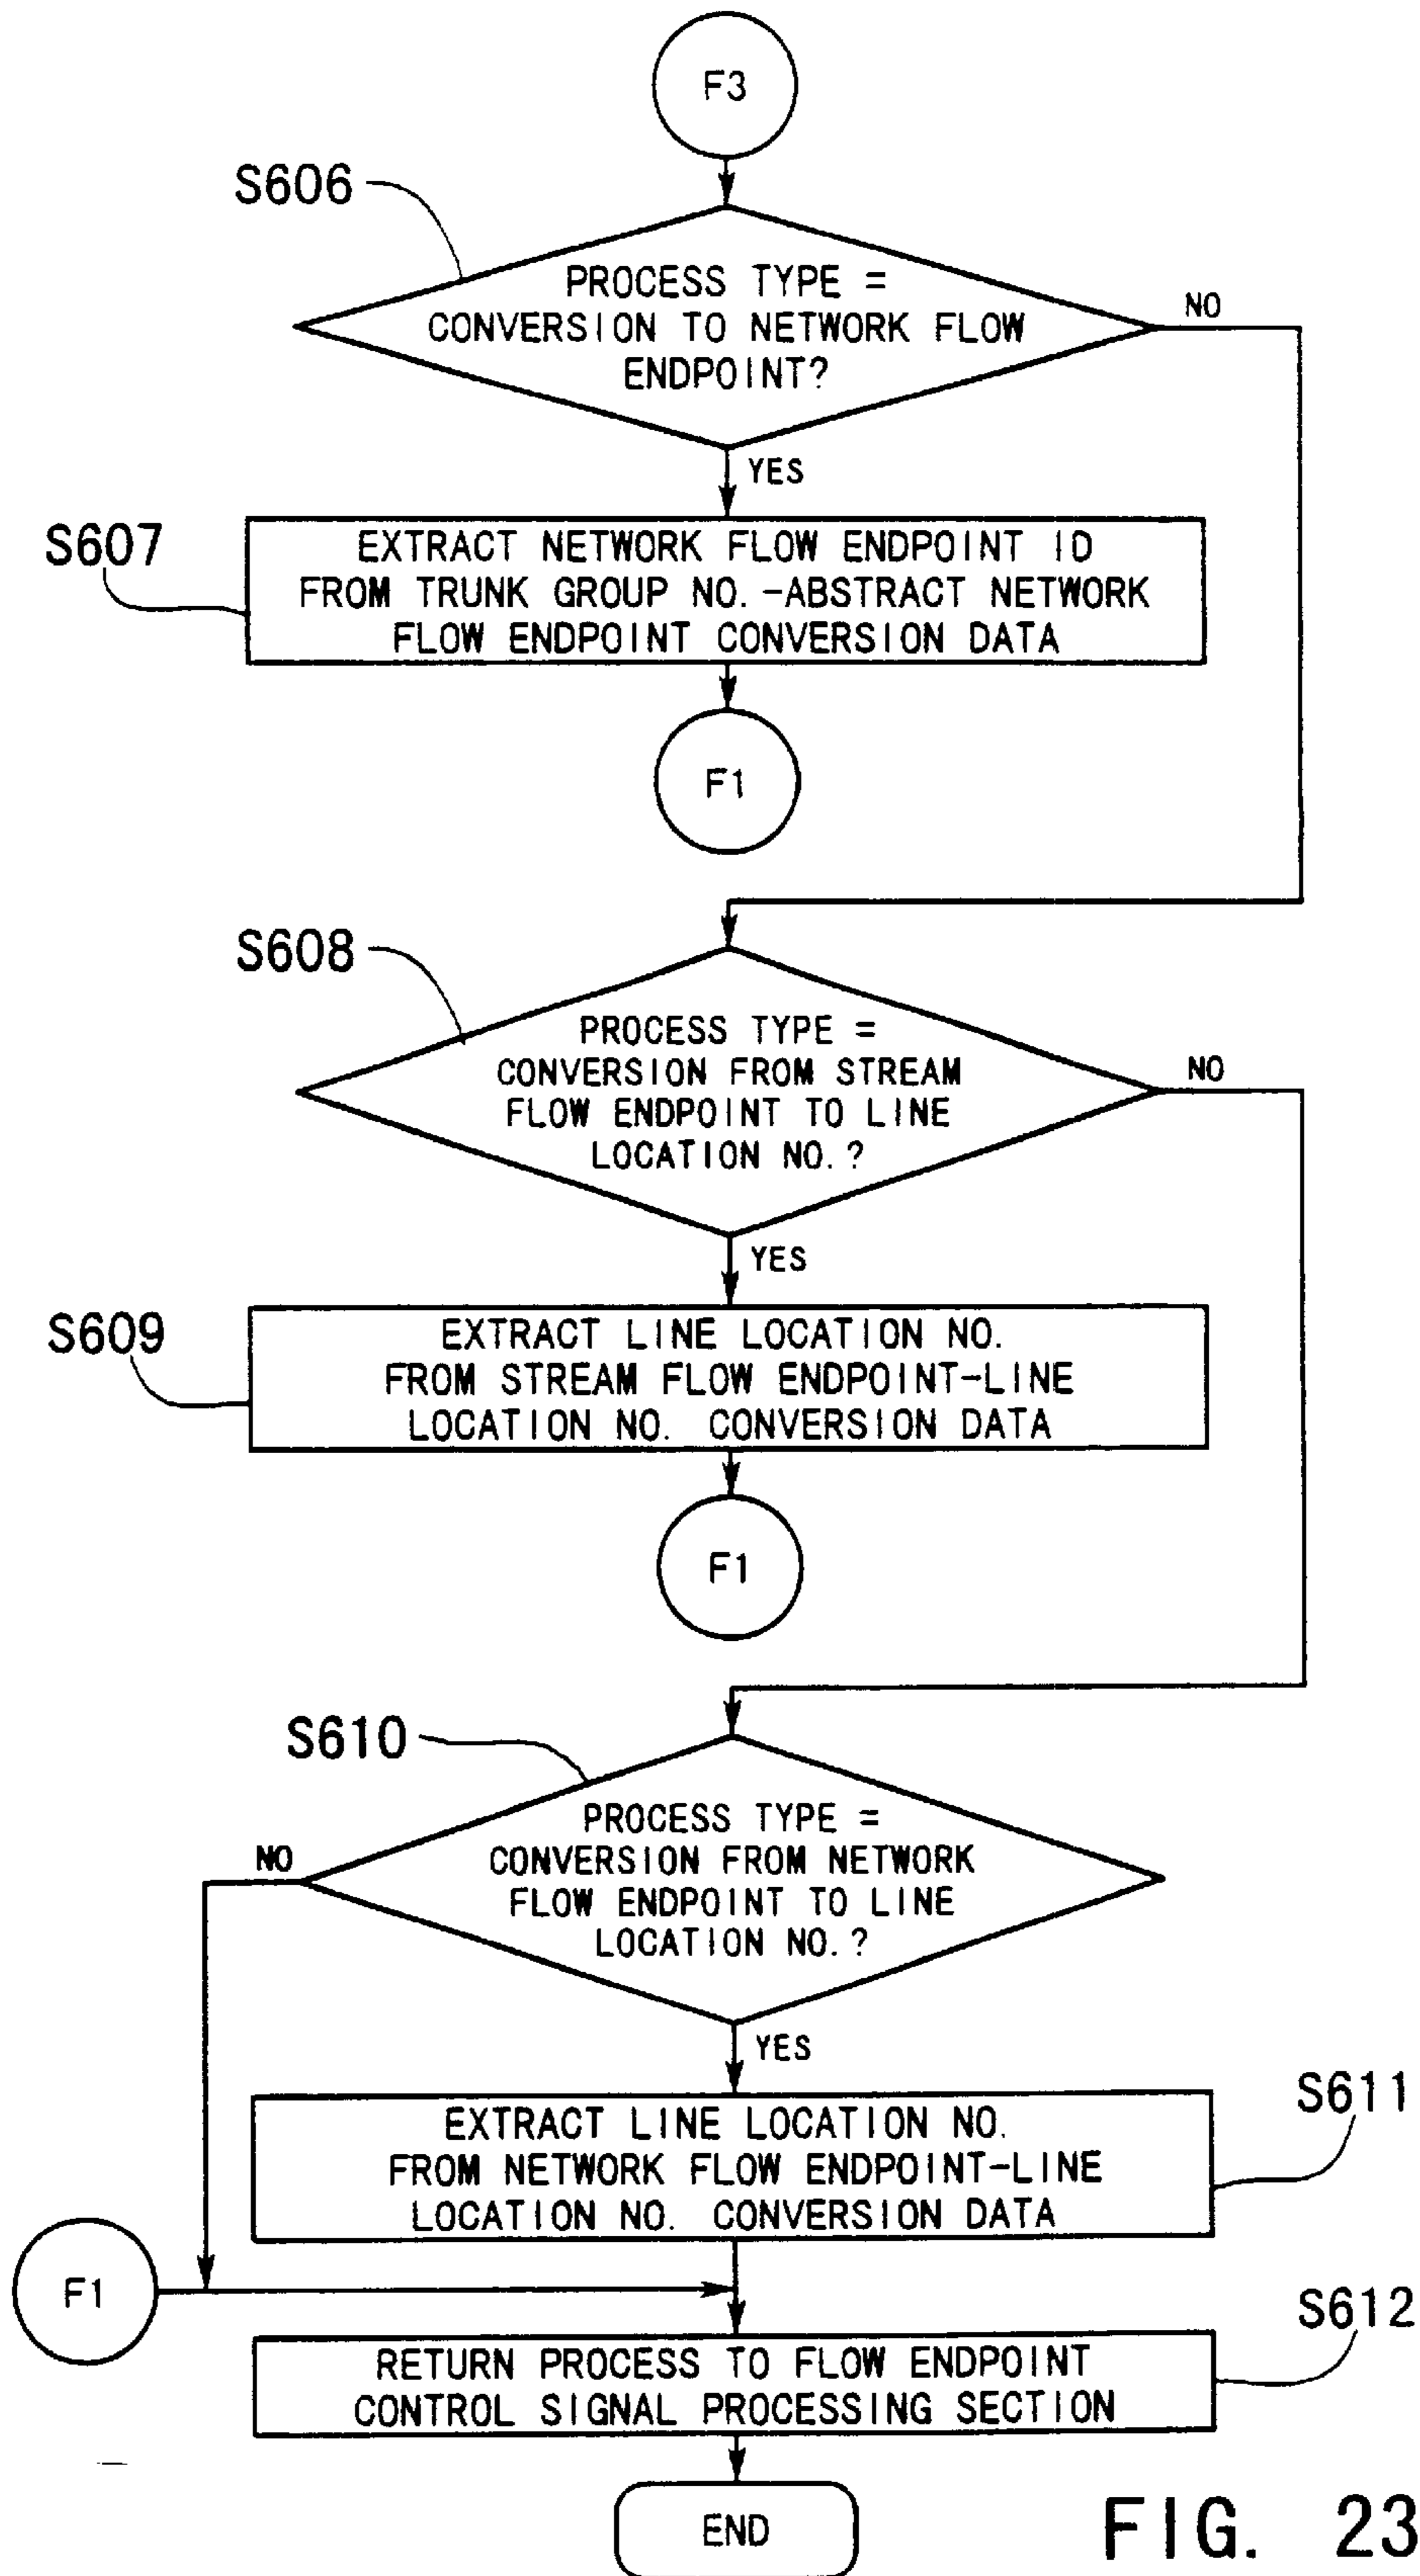 F3
S606
PROCESS TYPE =
CONVERSION TO NETWORK FLOW
ENDPOINT?
NO
YES
S607
EXTRACT NETWORK FLOW ENDPOINT ID
FROM TRUNK GROUP NO.-ABSTRACT NETWORK
FLOW ENDPOINT CONVERSION DATA
F1
S608
PROCESS TYPE =
CONVERSION FROM STREAM
FLOW ENDPOINT TO LINE
LOCATION NO.?
NO
YES
S609
EXTRACT LINE LOCATION NO.
FROM STREAM FLOW ENDPOINT-LINE
LOCATION NO. CONVERSION DATA
F1
S610
PROCESS TYPE =
CONVERSION FROM NETWORK
FLOW ENDPOINT TO LINE
LOCATION NO.?
NO
YES
S611
EXTRACT LINE LOCATION NO.
FROM NETWORK FLOW ENDPOINT-LINE
LOCATION NO. CONVERSION DATA
F1
S612
RETURN PROCESS TO FLOW ENDPOINT
CONTROL SIGNAL PROCESSING SECTION
END
FIG. 23